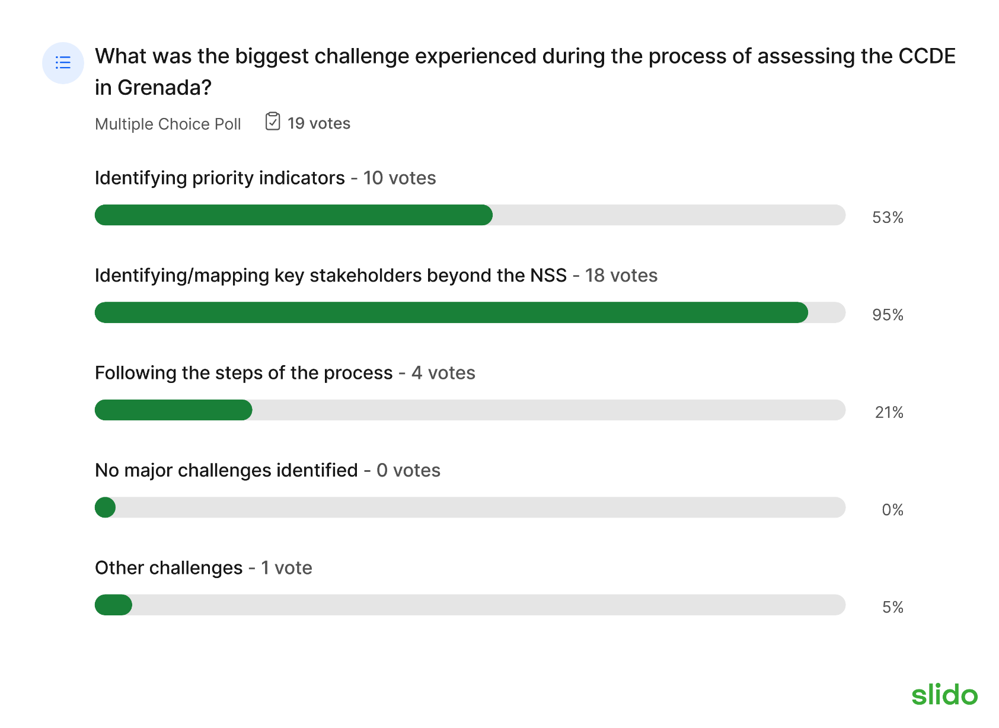 What was the biggest challenge experienced during the process of assessing the CCDE
in Grenada?
Multiple Choice Poll 19 votes
Identifying priority indicators - 10 votes
53%
Identifying/mapping key stakeholders beyond the NSS - 18 votes
95%
Following the steps of the process - 4 votes
21%
No major challenges identified - 0 votes
0%
Other challenges - 1 vote
5%
slido